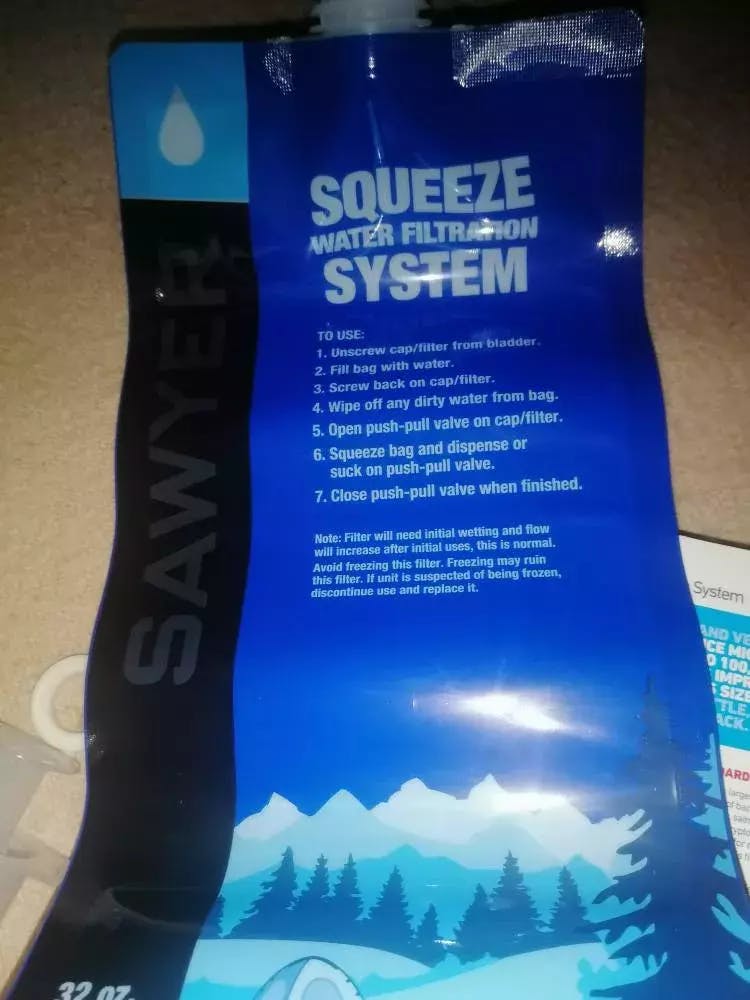 SQUEEZE
WATER FILTRATION
SYSTEM
TO USE:
1. Unscrew cap/filter from bladder.
2. Fill bag with water.
3. Screw back on cap/filter.
4. Wipe off any dirty water from bag.
5. Open push-pull valve on cap/filter.
6. Squeeze bag and dispense or
suck on push-pull valve.
7. Close push-pull valve when finished.
Note: Filter will need initial wetting and flow
will increase after initial uses, this is normal.
Avoid freezing this filter. Freezing may ruin
this filter. If unit is suspected of being frozen,
discontinue use and replace it.
SAWYER
32 oz.
System
AND